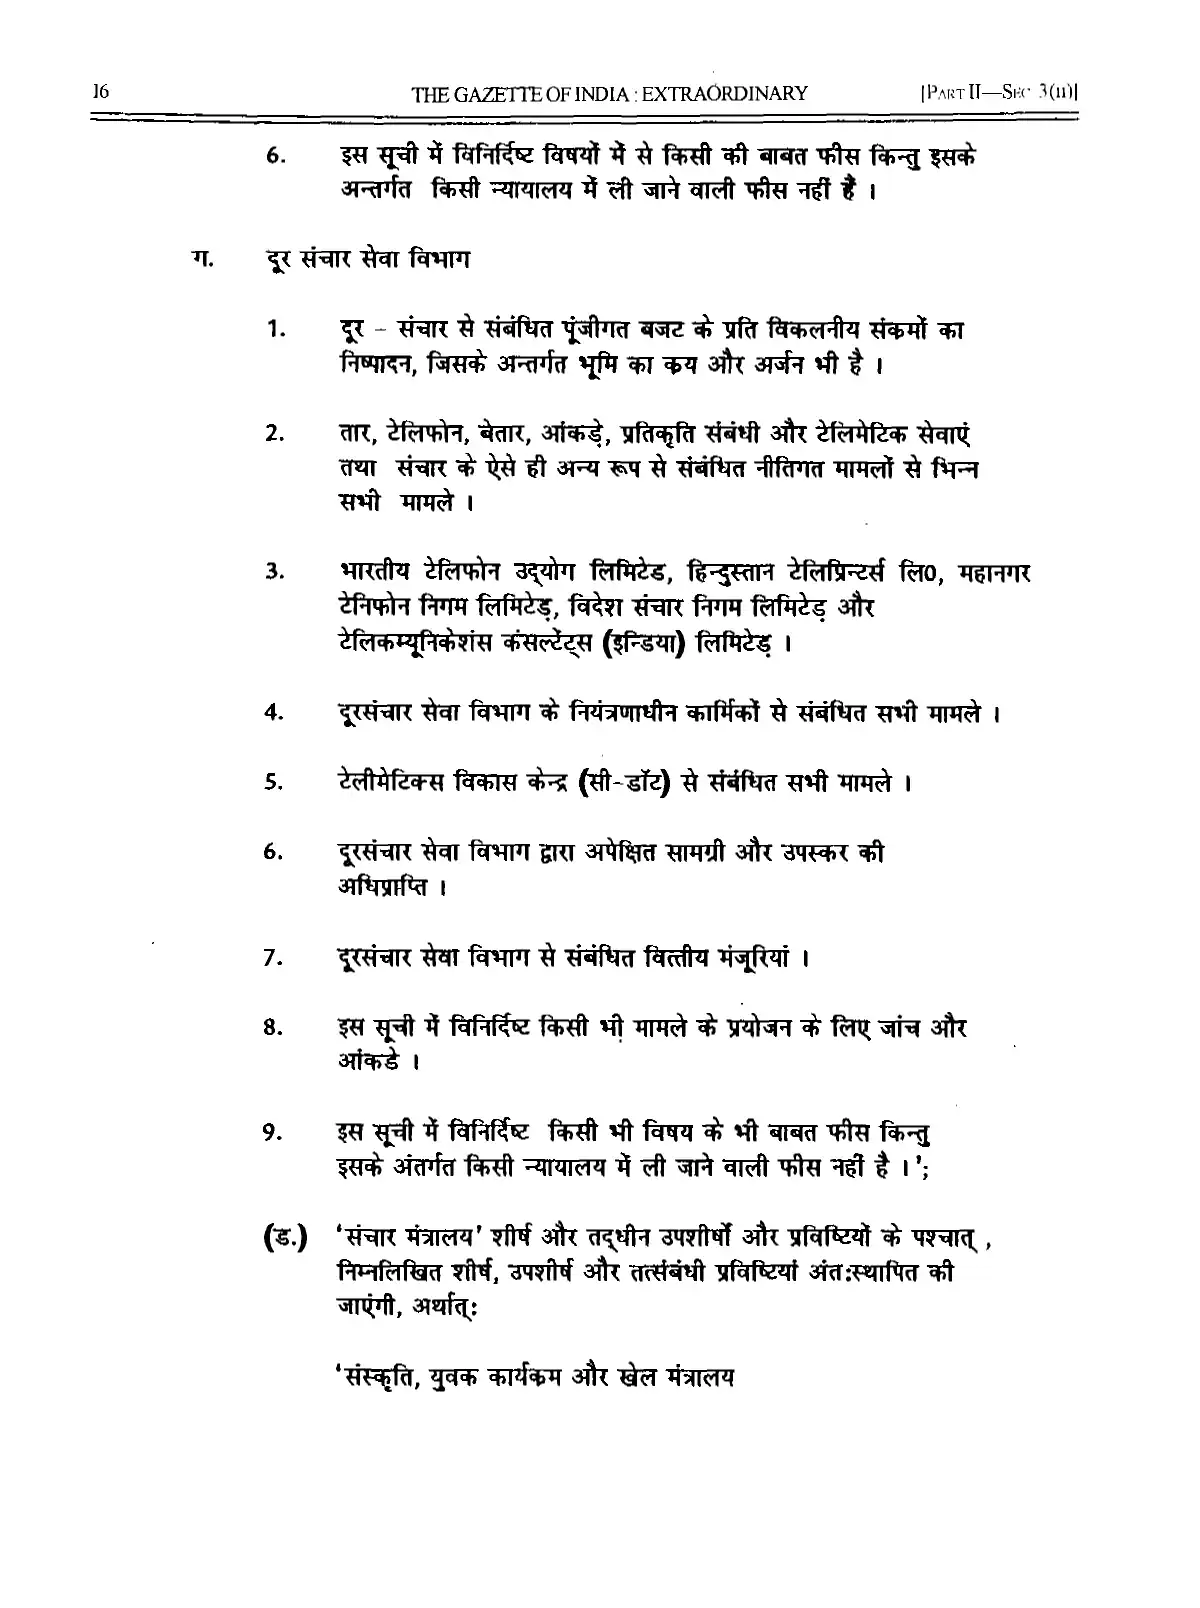 16 THE GAZETTE OF INDIA : EXTRAORDINARY [PART II—SEC 3(ii)]
6. इस सूची में विनिर्दिष्ट विषयों में से किसी की बाबत फीस किन्तु इसके
अन्तर्गत किसी न्यायालय में ली जाने वाली फीस नहीं हैं ।
ग. दूर संचार सेवा विभाग
1. दूर - संचार से संबंधित पूंजीगत बजट के प्रति विकलनीय संकमों का
निष्पादन, जिसके अन्तर्गत भूमि का कय और अर्जन भी है ।
2. तार, टेलिफोन, बेतार, आंकड़े, प्रतिकृति संबंधी और टेलिमेटिक सेवाएं
तथा संचार के ऐसे ही अन्य रूप से संबंधित नीतिगत मामलों से भिन्न
सभी मामले ।
3. भारतीय टेलिफोन उद्योग लिमिटेड, हिन्दुस्तान टेलिप्रिन्टर्स लि0, महानगर
टेनिफोन निगम लिमिटेड़, विदेश संचार निगम लिमिटेड़ और
टेलिकम्यूनिकेशंस कंसल्टेंट्स (इन्डिया) लिमिटेड़ ।
4. दूरसंचार सेवा विभाग के नियंत्रणाधीन कार्मिकों से संबंधित सभी मामले ।
5. टेलीमेटिक्स विकास केन्द्र (सी-डॉट) से संबंधित सभी मामले ।
6. दूरसंचार सेवा विभाग द्वारा अपेक्षित सामग्री और उपस्कर की
अधिप्राप्ति ।
7. दूरसंचार सेवा विभाग से संबंधित वित्तीय मंजूरियां ।
8. इस सूची में विनिर्दिष्ट किसी भी मामले के प्रयोजन के लिए जांच और
आंकडे ।
9. इस सूची में विनिर्दिष्ट किसी भी विषय के भी बाबत फीस किन्तु
इसके अंतर्गत किसी न्यायालय में ली जाने वाली फीस नहीं है ।';
(ड.) 'संचार मंत्रालय' शीर्ष और तद्धीन उपशीर्षों और प्रविष्टियों के पश्चात् ,
निम्नलिखित शीर्ष, उपशीर्ष और तत्संबंधी प्रविष्टियां अंत:स्थापित की
जाएंगी, अर्थात्:
'संस्कृति, युवक कार्यकम और खेल मंत्रालय